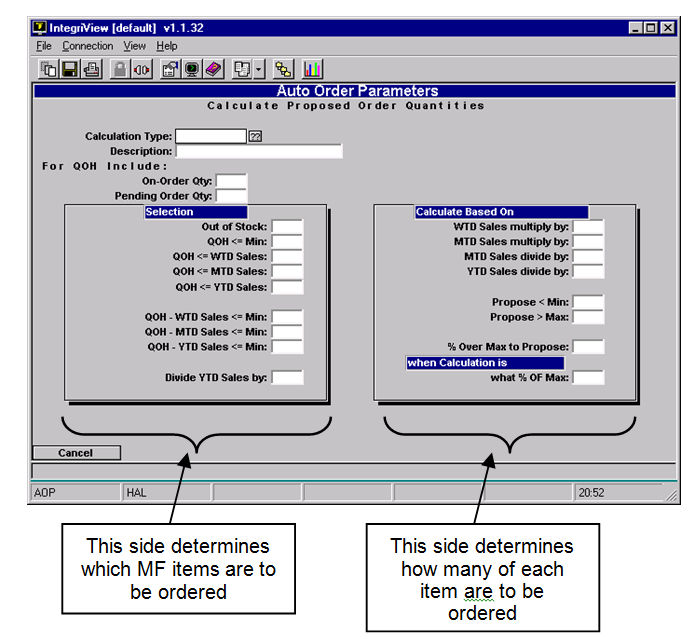 IntegriView [default] v1.1.32
File Connection View Help
Auto Order Parameters
Calculate Proposed Order Quantities
Calculation Type: ??
Description:
For QOH Include:
On-Order Qty:
Pending Order Qty:
Selection
Out of Stock:
QOH <= Min:
QOH <= WTD Sales:
QOH <= MTD Sales:
QOH <= YTD Sales:
QOH - WTD Sales <= Min:
QOH - MTD Sales <= Min:
QOH - YTD Sales <= Min:
Divide YTD Sales by:
Calculate Based On
WTD Sales multiply by:
MTD Sales multiply by:
MTD Sales divide by:
YTD Sales divide by:
Propose < Min:
Propose > Max:
% Over Max to Propose:
when Calculation is
what % OF Max:
Cancel
AOP HAL 20:52
This side determines
which MF items are to
be ordered
This side determines
how many of each
item are to be
ordered